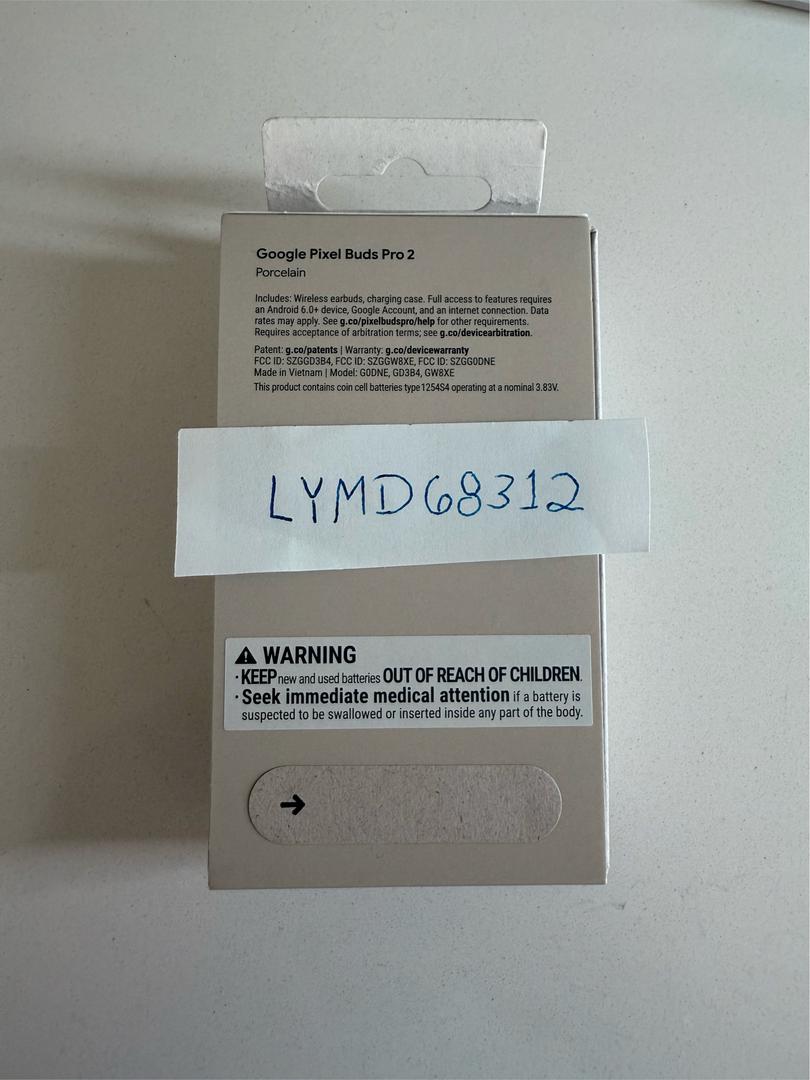 Google Pixel Buds Pro 2
Porcelain
Includes: Wireless earbuds, charging case. Full access to features requires
an Android 6.0+ device, Google Account, and an internet connection. Data
rates may apply. See g.co/pixelbudspro/help for other requirements.
Requires acceptance of arbitration terms; see g.co/devicearbitration.
Patent: g.co/patents | Warranty: g.co/devicewarranty
FCC ID: SZGGD3B4, FCC ID: SZGGW8XE, FCC ID: SZGG0DNE
Made in Vietnam | Model: G0DNE, GD3B4, GW8XE
This product contains coin cell batteries type 1254S4 operating at a nominal 3.83V.
LYMD68312
WARNING
· KEEP new and used batteries OUT OF REACH OF CHILDREN.
· Seek immediate medical attention if a battery is
suspected to be swallowed or inserted inside any part of the body.